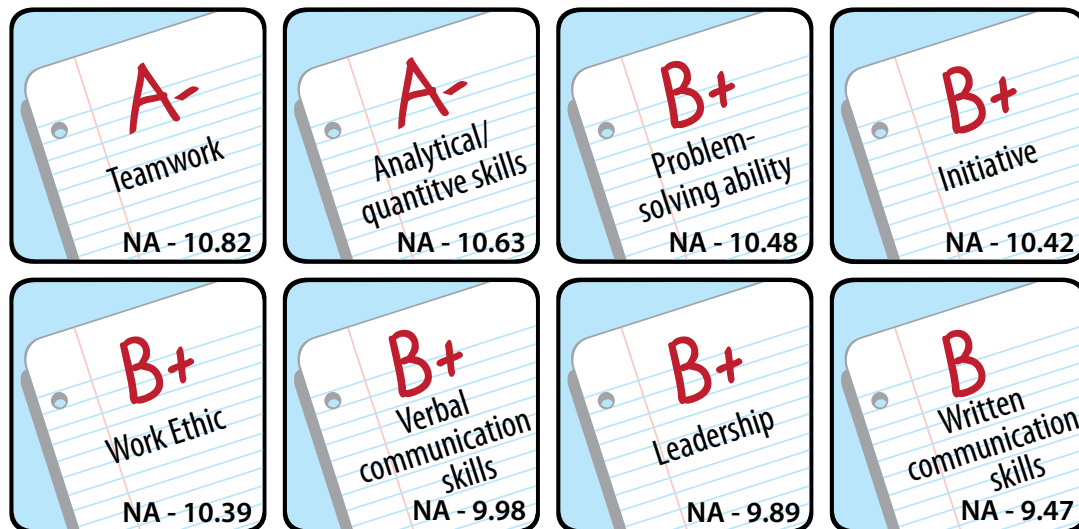 A-
Teamwork
NA - 10.82
A-
Analytical/
quantitve skills
NA - 10.63
B+
Problem-
solving ability
NA - 10.48
B+
Initiative
NA - 10.42
B+
Work Ethic
NA - 10.39
B+
Verbal
communication
skills
NA - 9.98
B+
Leadership
NA - 9.89
B
Written
communication
skills
NA - 9.47